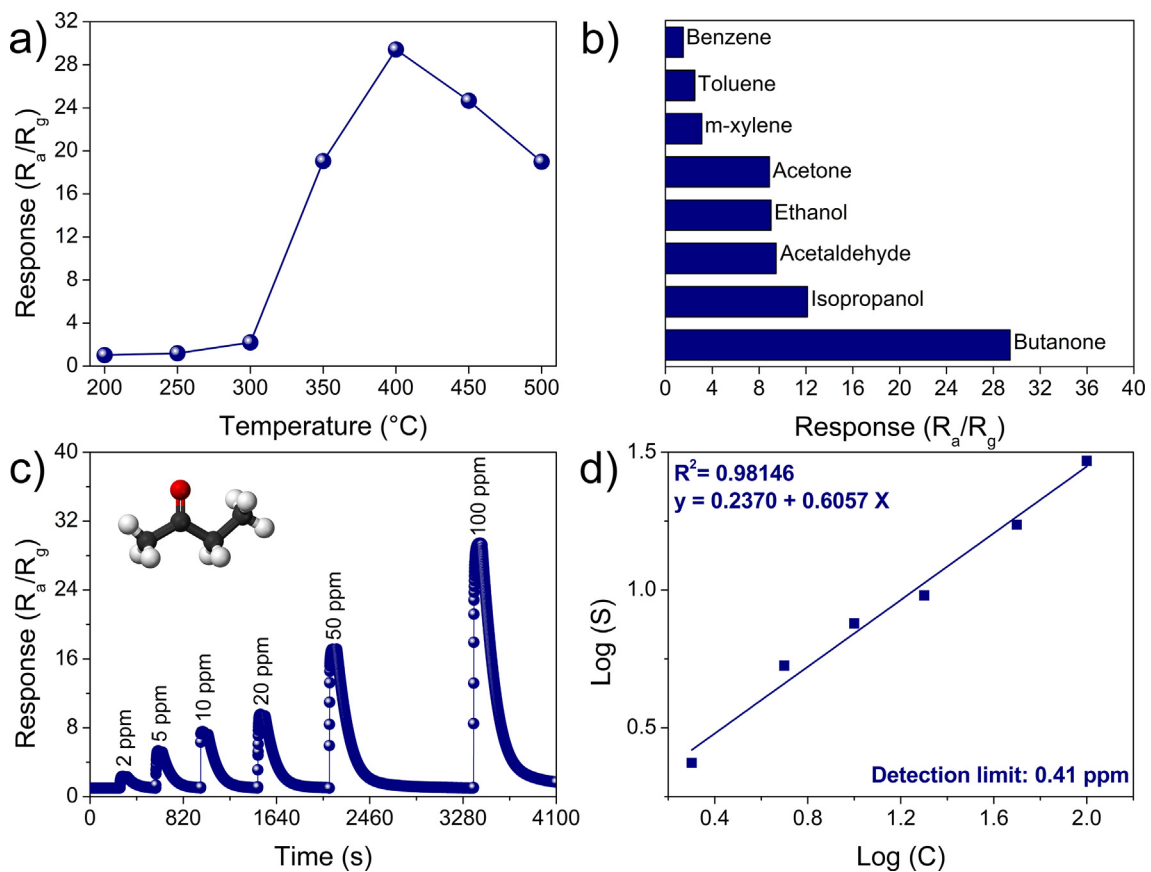 a)
Response (Ra/Rg)
32
28
24
20
16
12
8
4
0
200 250 300 350 400 450 500
Temperature (°C)
b)
Benzene
Toluene
m-xylene
Acetone
Ethanol
Acetaldehyde
Isopropanol
Butanone
0 4 8 12 16 20 24 28 32 36 40
Response (Ra/Rg)
c)
Response (Ra/Rg)
40
32
24
16
8
0
2 ppm
5 ppm
10 ppm
20 ppm
50 ppm
100 ppm
0 820 1640 2460 3280 4100
Time (s)
d)
R²= 0.98146
y = 0.2370 + 0.6057 X
Log (S)
1.5
1.0
0.5
Detection limit: 0.41 ppm
0.4 0.8 1.2 1.6 2.0
Log (C)